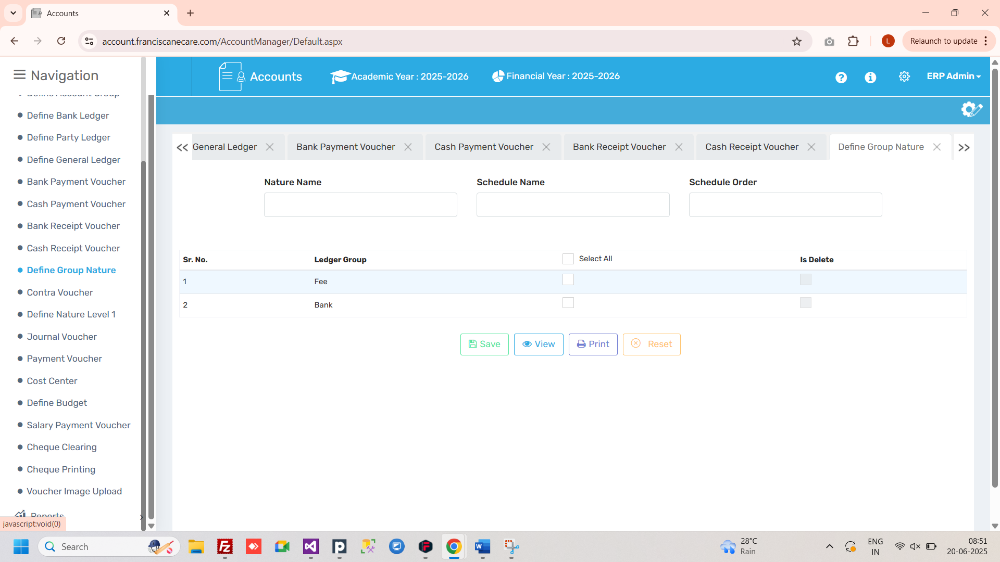 Accounts
account.franciscanecare.com/AccountManager/Default.aspx
L
Relaunch to update
Navigation
Accounts
Academic Year : 2025-2026
Financial Year : 2025-2026
ERP Admin
Define Account Group
Define Bank Ledger
Define Party Ledger
Define General Ledger
Bank Payment Voucher
Cash Payment Voucher
Bank Receipt Voucher
Cash Receipt Voucher
Define Group Nature
Contra Voucher
Define Nature Level 1
Journal Voucher
Payment Voucher
Cost Center
Define Budget
Salary Payment Voucher
Cheque Clearing
Cheque Printing
Voucher Image Upload
Reports
javascript:void(0)
<< General Ledger Bank Payment Voucher Cash Payment Voucher Bank Receipt Voucher Cash Receipt Voucher Define Group Nature >>
Nature Name Schedule Name Schedule Order
Sr. No. Ledger Group Select All Is Delete
1 Fee
2 Bank
Save View Print Reset
Search
28°C
Rain
ENG
IN
08:51
20-06-2025